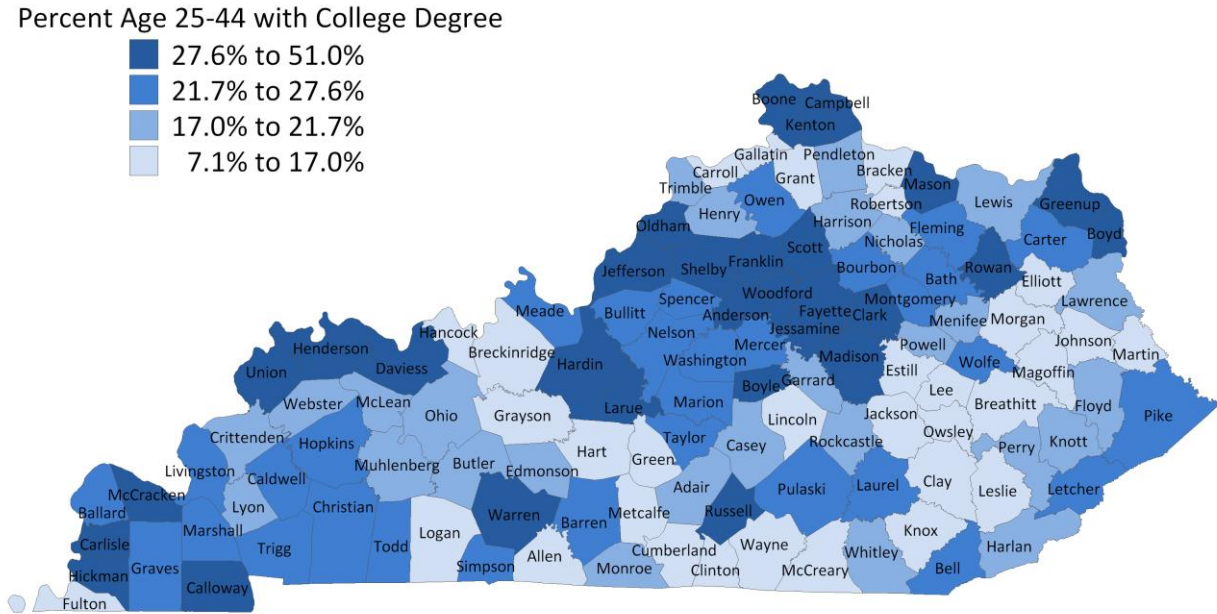 Percent Age 25-44 with College Degree
27.6% to 51.0%
21.7% to 27.6%
17.0% to 21.7%
7.1% to 17.0%
Boone
Campbell
Kenton
Gallatin
Pendleton
Carroll
Grant
Bracken
Trimble
Owen
Mason
Robertson
Lewis
Greenup
Henry
Harrison
Fleming
Oldham
Nicholas
Carter
Boyd
Scott
Franklin
Jefferson
Shelby
Bourbon
Bath
Rowan
Elliott
Woodford
Montgomery
Lawrence
Spencer
Meade
Bullitt
Anderson
Fayette
Clark
Menifee
Morgan
Nelson
Jessamine
Hancock
Mercer
Powell
Johnson
Henderson
Breckinridge
Hardin
Washington
Madison
Wolfe
Martin
Union
Daviess
Estill
Magoffin
Boyle
Garrard
Lee
Webster
McLean
Marion
Breathitt
Larue
Floyd
Ohio
Grayson
Lincoln
Jackson
Pike
Crittenden
Hopkins
Taylor
Casey
Rockcastle
Owsley
Perry
Knott
Hart
Green
Livingston
Caldwell
Muhlenberg
Butler
Edmonson
Clay
McCracken
Adair
Pulaski
Laurel
Leslie
Letcher
Ballard
Lyon
Christian
Warren
Barren
Metcalfe
Russell
Marshall
Logan
Knox
Carlisle
Trigg
Todd
Allen
Cumberland
Wayne
Whitley
Harlan
Graves
Simpson
Monroe
Clinton
McCreary
Bell
Hickman
Calloway
Fulton